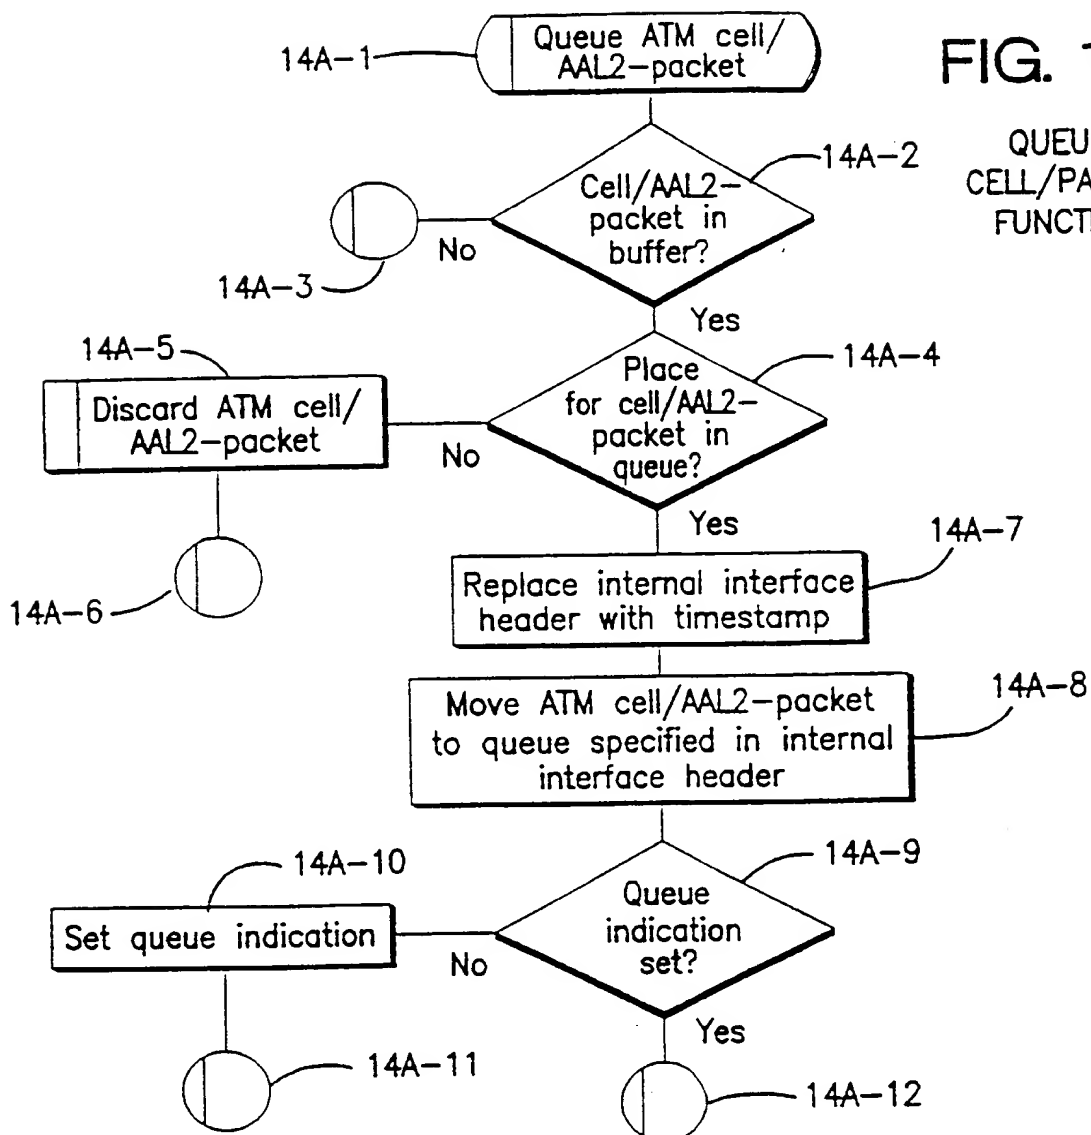 14A-1
Queue ATM cell/
AAL2-packet
FIG.
QUEU
CELL/PA
FUNCT
14A-2
Cell/AAL2-
packet in
buffer?
No
14A-3
Yes
14A-4
Place
for cell/AAL2-
packet in
queue?
14A-5
Discard ATM cell/
AAL2-packet
No
14A-6
Yes
14A-7
Replace internal interface
header with timestamp
14A-8
Move ATM cell/AAL2-packet
to queue specified in internal
interface header
14A-9
Queue
indication
set?
14A-10
Set queue indication
No
14A-11
Yes
14A-12